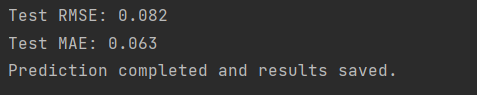 Test RMSE: 0.082
Test MAE: 0.063
Prediction completed and results saved.